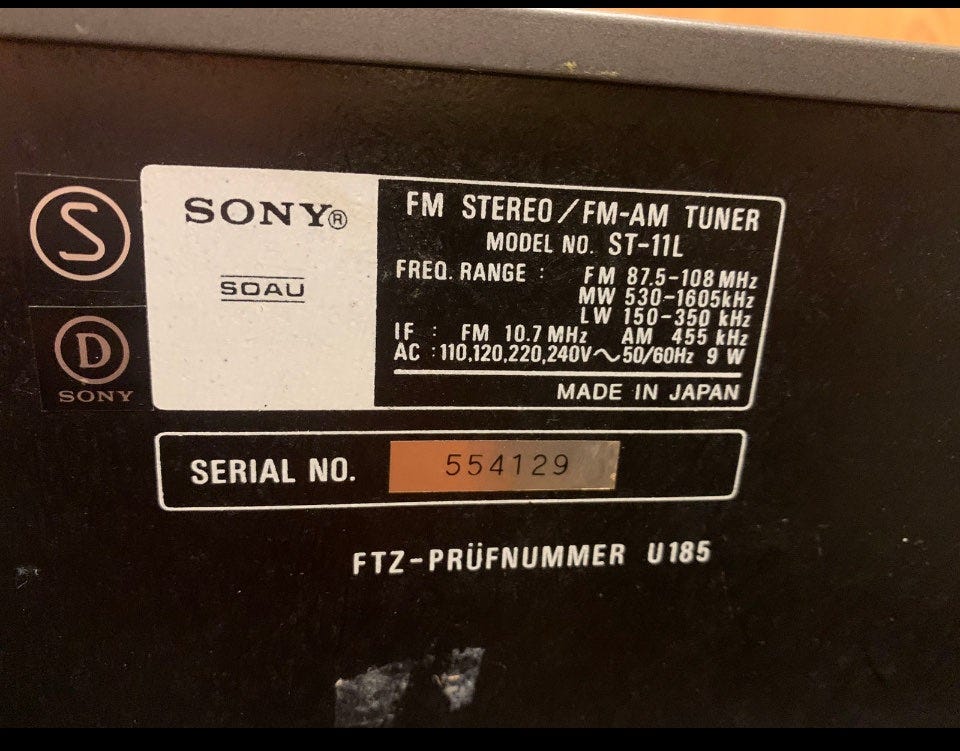 S
D
SONY
SONY®
SOAU
FM STEREO/FM-AM TUNER
MODEL NO. ST-11L
FREQ. RANGE : FM 87.5-108MHz
MW 530-1605kHz
LW 150-350 kHz
IF : FM 10.7 MHz AM 455 kHz
AC : 110,120,220,240V～50/60Hz 9 W
MADE IN JAPAN
SERIAL NO. 554129
FTZ-PRÜFNUMMER U185